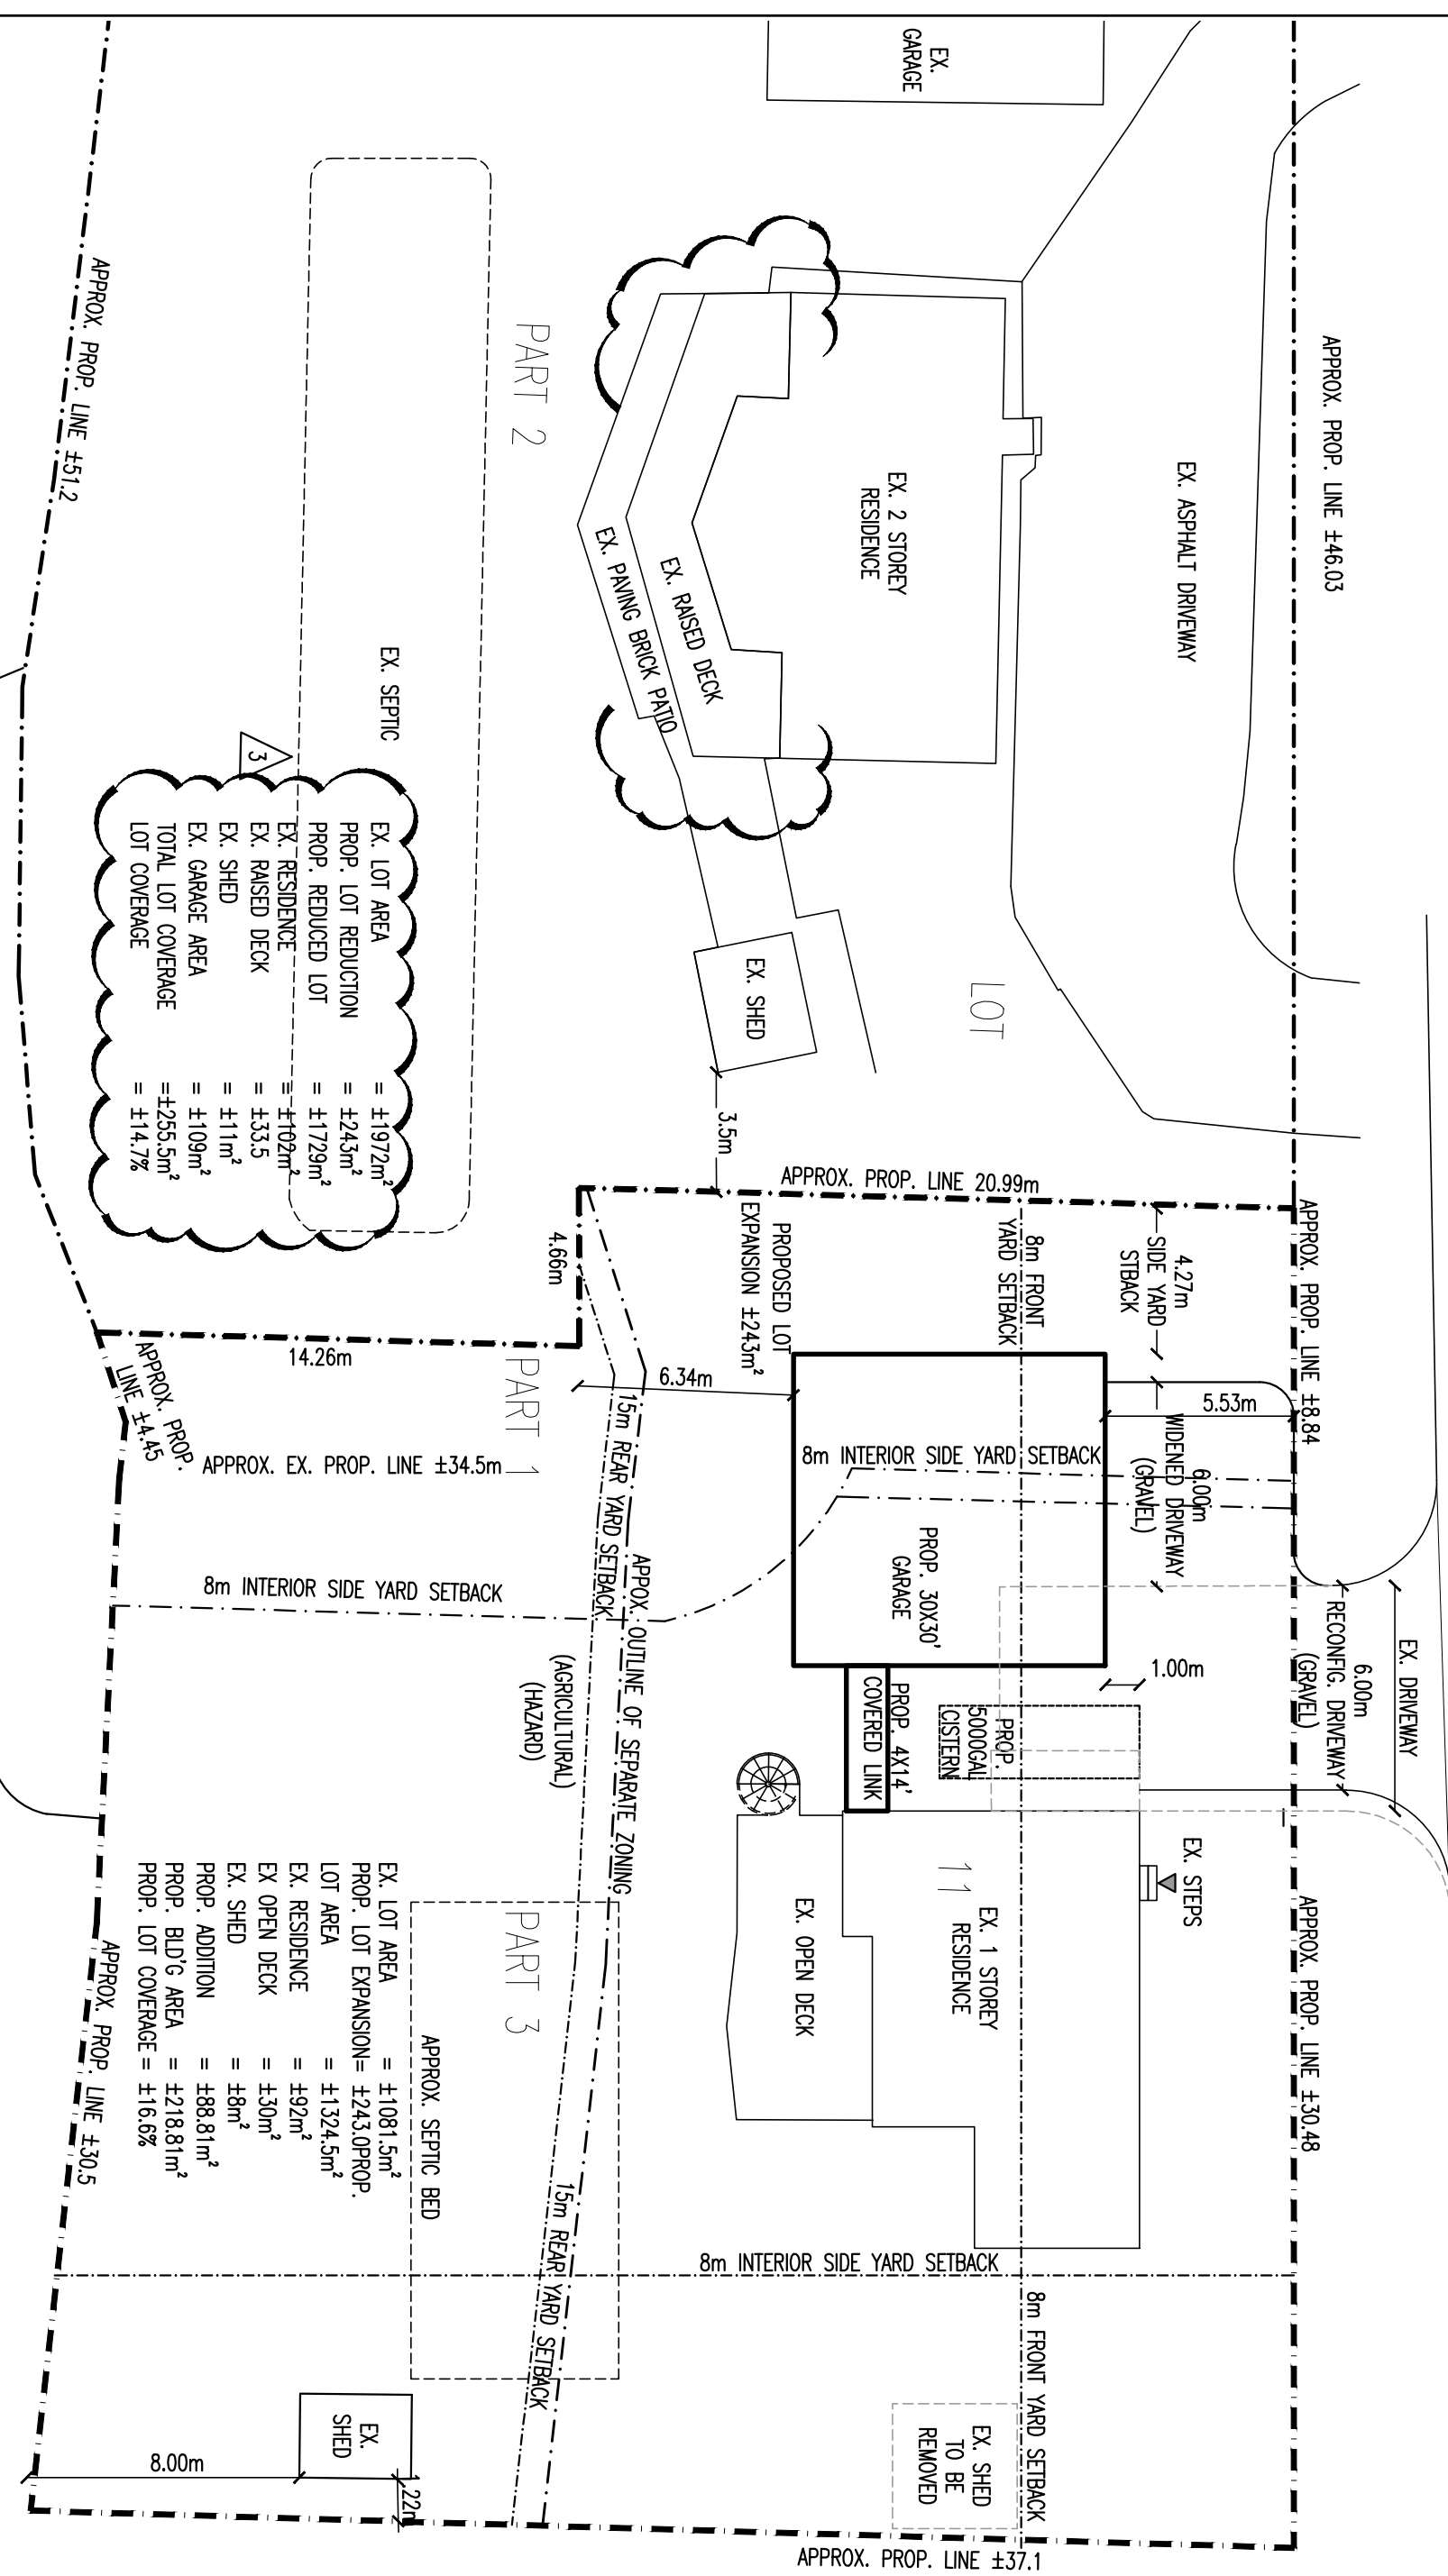 EX.
GARAGE
APPROX. PROP. LINE ±46.03
EX. ASPHALT DRIVEWAY
EX. 2 STOREY
RESIDENCE
EX. RAISED DECK
EX. PAVING BRICK PATIO
PART 2
APPROX. PROP. LINE ±51.2
EX. SEPTIC
3
EX. LOT AREA = ±1972m²
PROP. LOT REDUCTION = ±243m²
PROP. REDUCED LOT = ±1729m²
EX. RESIDENCE = ±102m²
EX. RAISED DECK = ±33.5
EX. SHED = ±11m²
EX. GARAGE AREA = ±109m²
TOTAL LOT COVERAGE =±255.5m²
LOT COVERAGE = ±14.7%
EX. SHED
LOT
3.5m
APPROX. PROP. LINE 20.99m
APPROX. PROP. LINE ±8.84
4.27m
SIDE YARD
STBACK
8m FRONT
YARD SETBACK
PROPOSED LOT
EXPANSION ±243m²
4.66m
14.26m
PART 1
APPROX. PROP.
LINE ±4.45
APPROX. EX. PROP. LINE ±34.5m
6.34m
5.53m
15m REAR YARD SETBACK
8m INTERIOR SIDE YARD SETBACK
6.00m
WIDENED DRIVEWAY
(GRAVEL)
PROP. 30X30'
GARAGE
8m INTERIOR SIDE YARD SETBACK
APPOX. OUTLINE OF SEPARATE ZONING
(AGRICULTURAL)
(HAZARD)
EX. DRIVEWAY
6.00m
RECONFIG. DRIVEWAY
(GRAVEL)
1.00m
PROP.
5000GAL
CISTERN
PROP. 4X14'
COVERED LINK
EX. STEPS
11
EX. 1 STOREY
RESIDENCE
EX. OPEN DECK
APPROX. PROP. LINE ±30.48
PART 3
APPROX. SEPTIC BED
EX. LOT AREA = ±1081.5m²
PROP. LOT EXPANSION= ±243.0PROP.
LOT AREA = ±1324.5m²
EX. RESIDENCE = ±92m²
EX OPEN DECK = ±30m²
EX. SHED = ±8m²
PROP. ADDITION = ±88.81m²
PROP. BLD'G AREA = ±218.81m²
PROP. LOT COVERAGE = ±16.6%
APPROX. PROP. LINE ±30.5
15m REAR YARD SETBACK
8m INTERIOR SIDE YARD SETBACK
8m FRONT YARD SETBACK
EX. SHED
TO BE
REMOVED
EX.
SHED
8.00m
1.22m
APPROX. PROP. LINE ±37.1